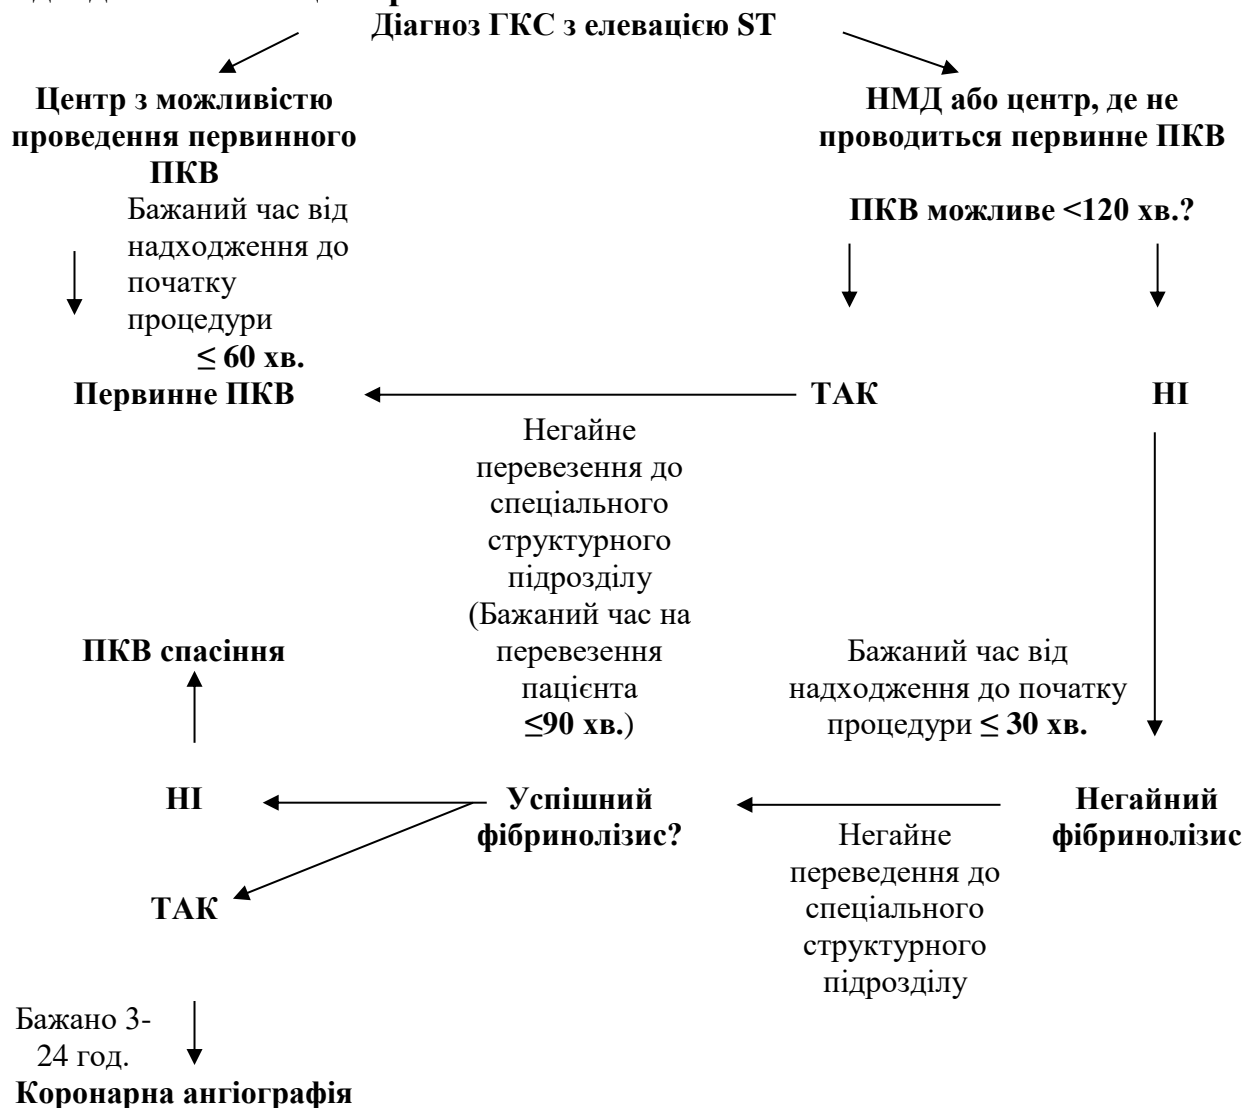 Діагноз ГКС з елевацією ST
Центр з можливістю
проведення первинного
ПКВ
Бажаний час від
надходження до
початку
процедури
≤ 60 хв.
Первинне ПКВ
НМД або центр, де не
проводиться первинне ПКВ
ПКВ можливе <120 хв.?
ТАК
НІ
Негайне
перевезення до
спеціального
структурного
підрозділу
(Бажаний час на
перевезення
пацієнта
≤90 хв.)
Бажаний час від
надходження до початку
процедури ≤ 30 хв.
Негайний
фібринолізис
Негайне
переведення до
спеціального
структурного
підрозділу
Успішний
фібринолізис?
НІ
ПКВ спасіння
ТАК
Бажано 3-
24 год.
Коронарна ангіографія